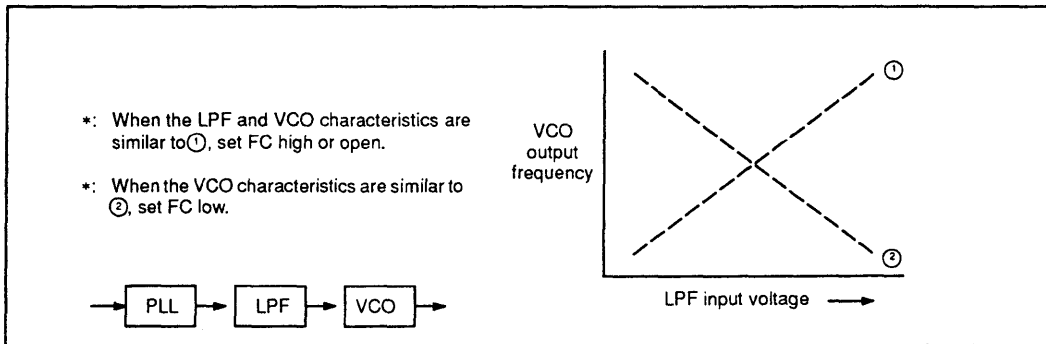 *: When the LPF and VCO characteristics are
similar to①, set FC high or open.
*: When the VCO characteristics are similar to
②, set FC low.
PLL
LPF
VCO
VCO
output
frequency
①
②
LPF input voltage